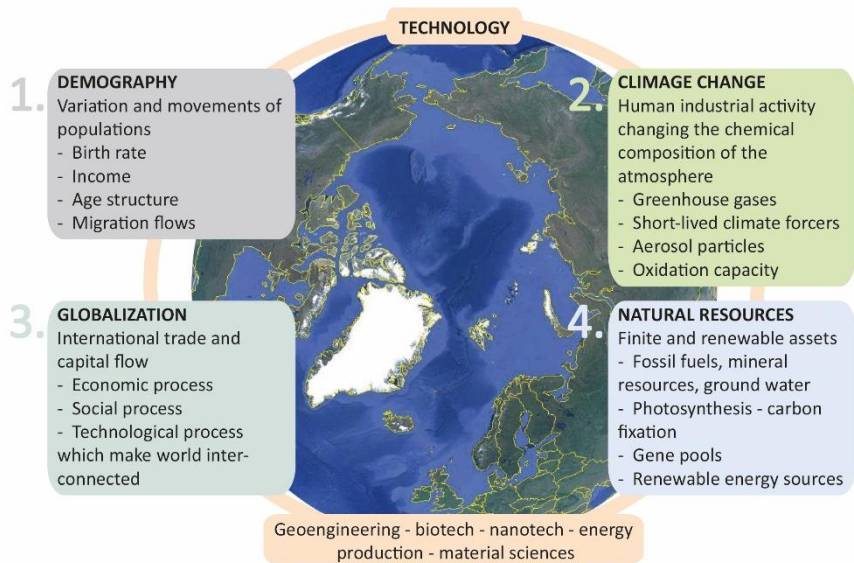 TECHNOLOGY
1.
DEMOGRAPHY
Variation and movements of
populations
- Birth rate
- Income
- Age structure
- Migration flows
2.
CLIMAGE CHANGE
Human industrial activity
changing the chemical
composition of the
atmosphere
- Greenhouse gases
- Short-lived climate forcers
- Aerosol particles
- Oxidation capacity
3.
GLOBALIZATION
International trade and
capital flow
- Economic process
- Social process
- Technological process
which make world inter-
connected
4.
NATURAL RESOURCES
Finite and renewable assets
- Fossil fuels, mineral
resources, ground water
- Photosynthesis - carbon
fixation
- Gene pools
- Renewable energy sources
Geoengineering - biotech - nanotech - energy
production - material sciences